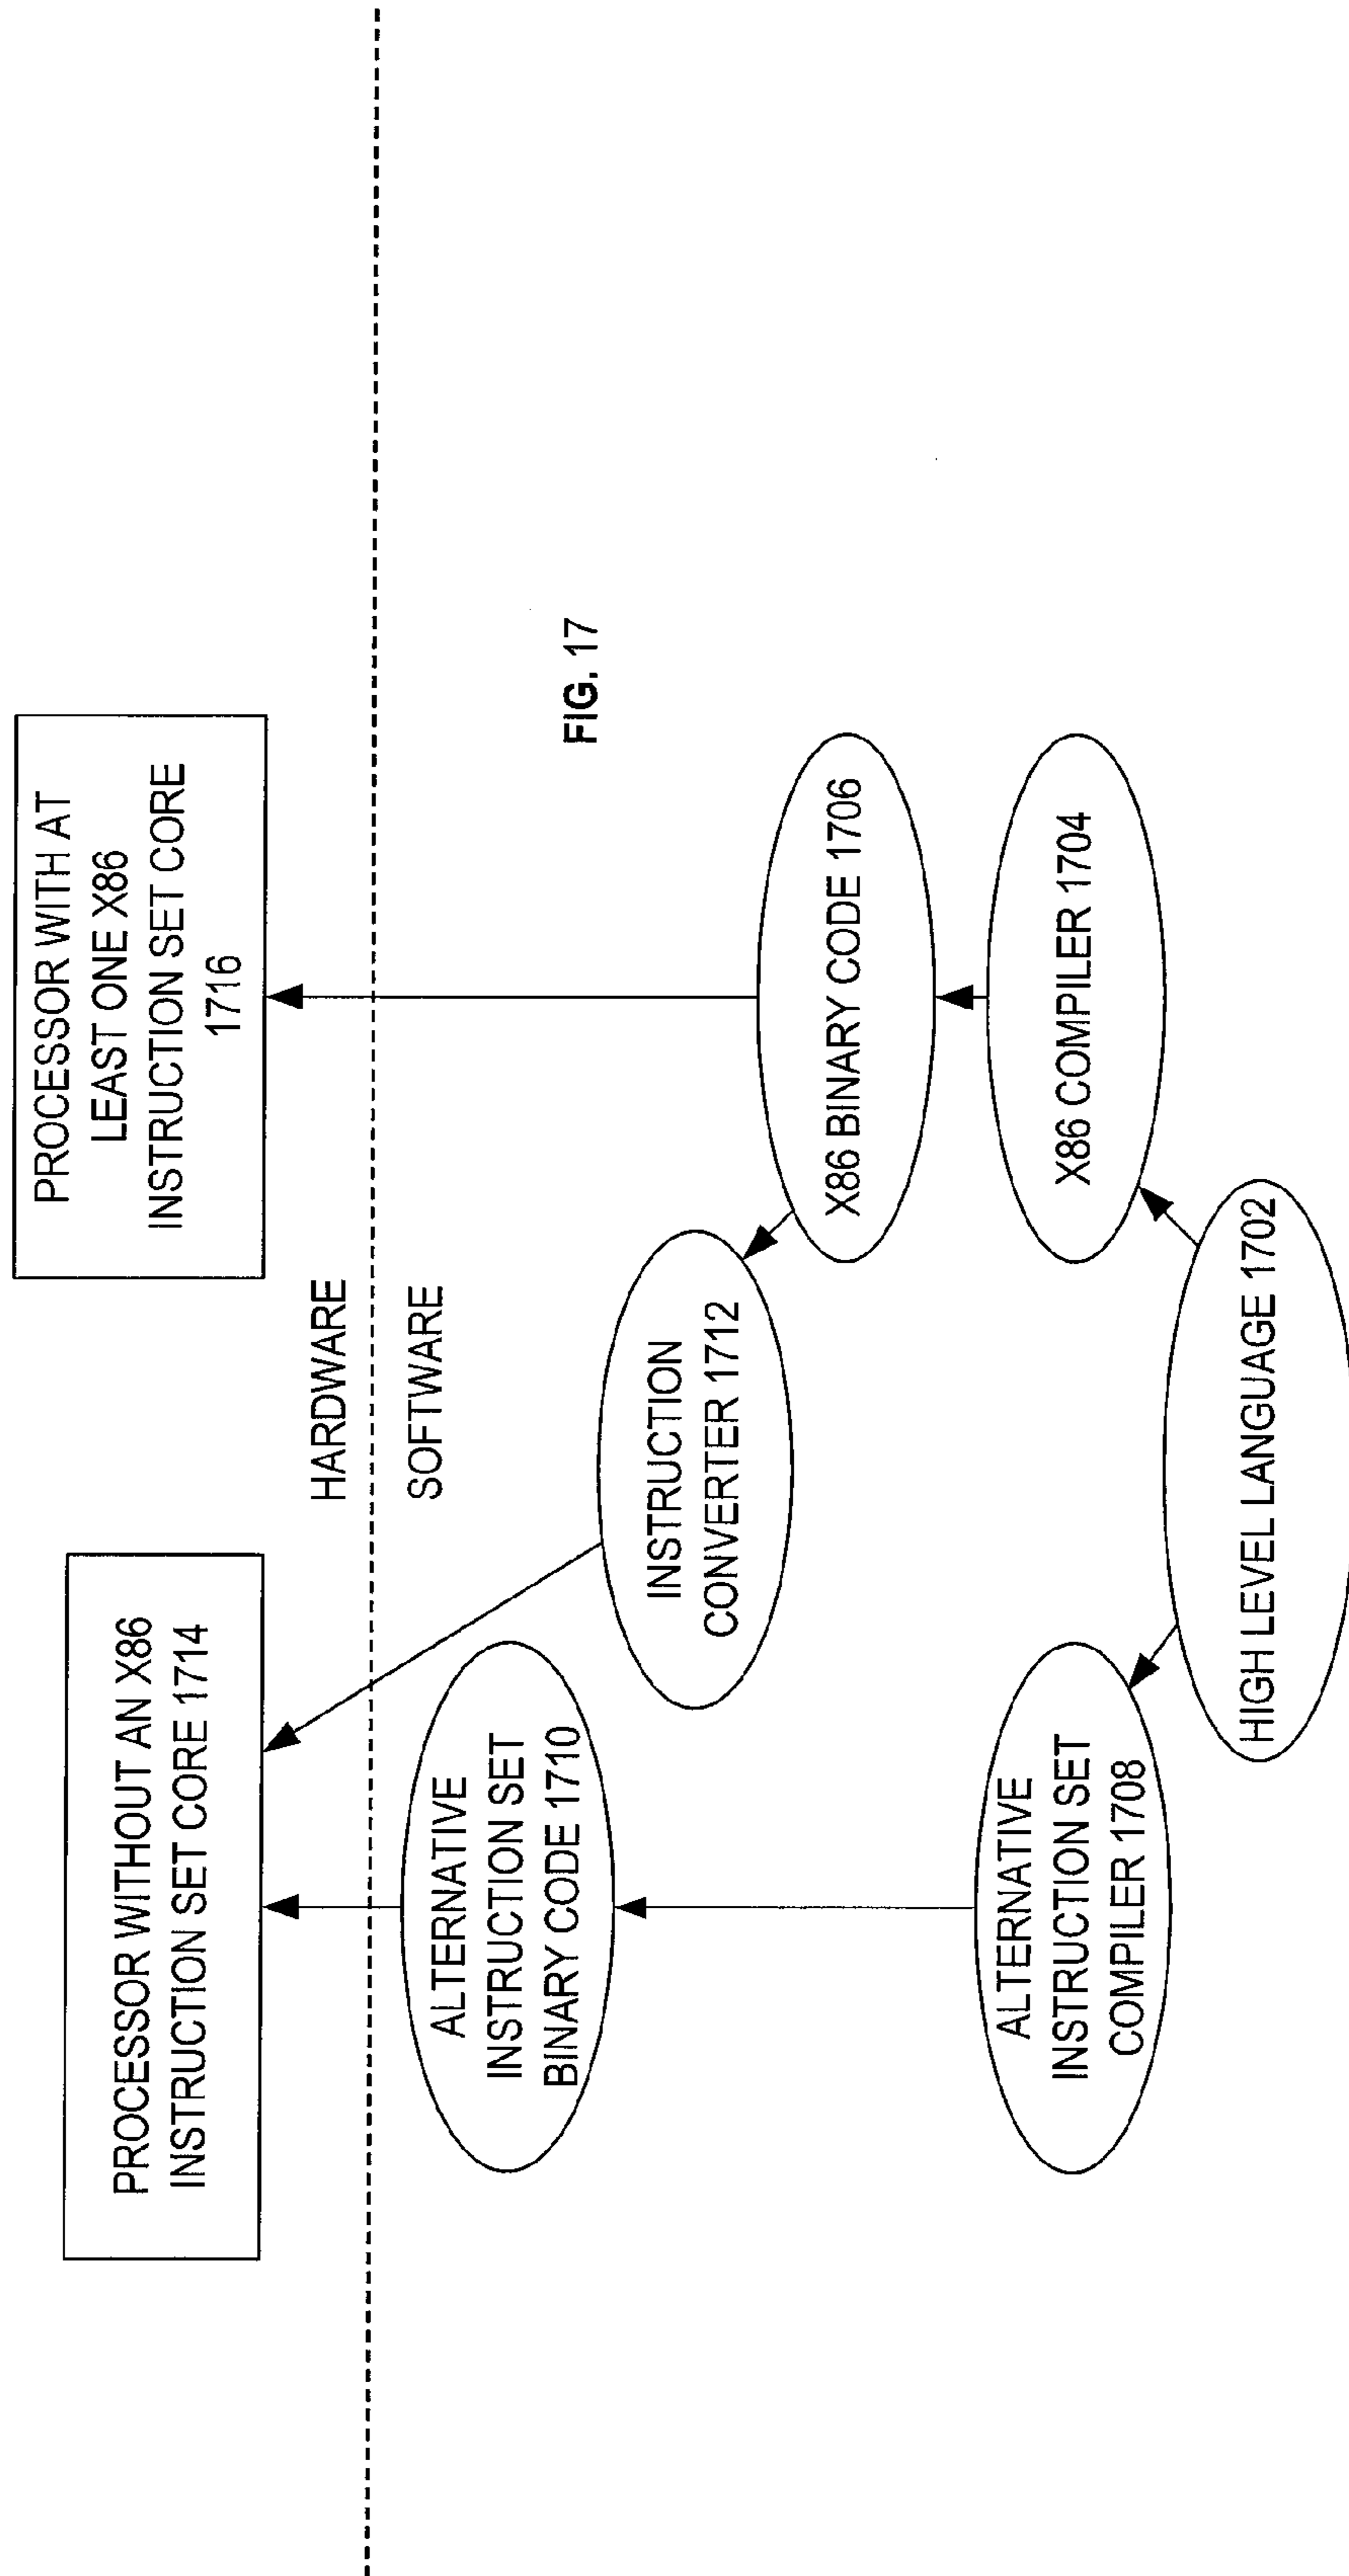 PROCESSOR WITHOUT AN X86
INSTRUCTION SET CORE 1714
PROCESSOR WITH AT
LEAST ONE X86
INSTRUCTION SET CORE
1716
HARDWARE
SOFTWARE
ALTERNATIVE
INSTRUCTION SET
BINARY CODE 1710
FIG. 17
INSTRUCTION
CONVERTER 1712
X86 BINARY CODE 1706
ALTERNATIVE
INSTRUCTION SET
COMPILER 1708
X86 COMPILER 1704
HIGH LEVEL LANGUAGE 1702